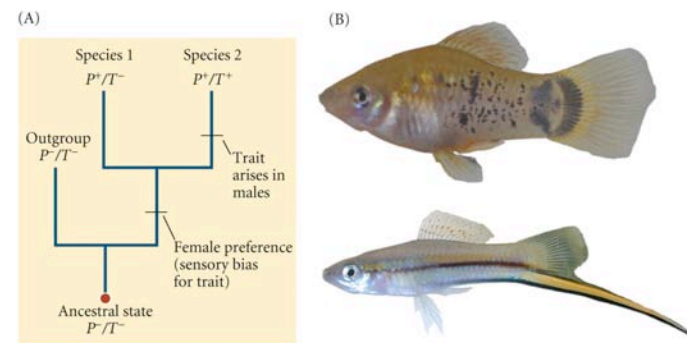 (A)
(B)
Species 1
P+/T−
Species 2
P+/T+
Outgroup
P−/T−
Trait
arises in
males
Female preference
(sensory bias
for trait)
Ancestral state
P−/T−